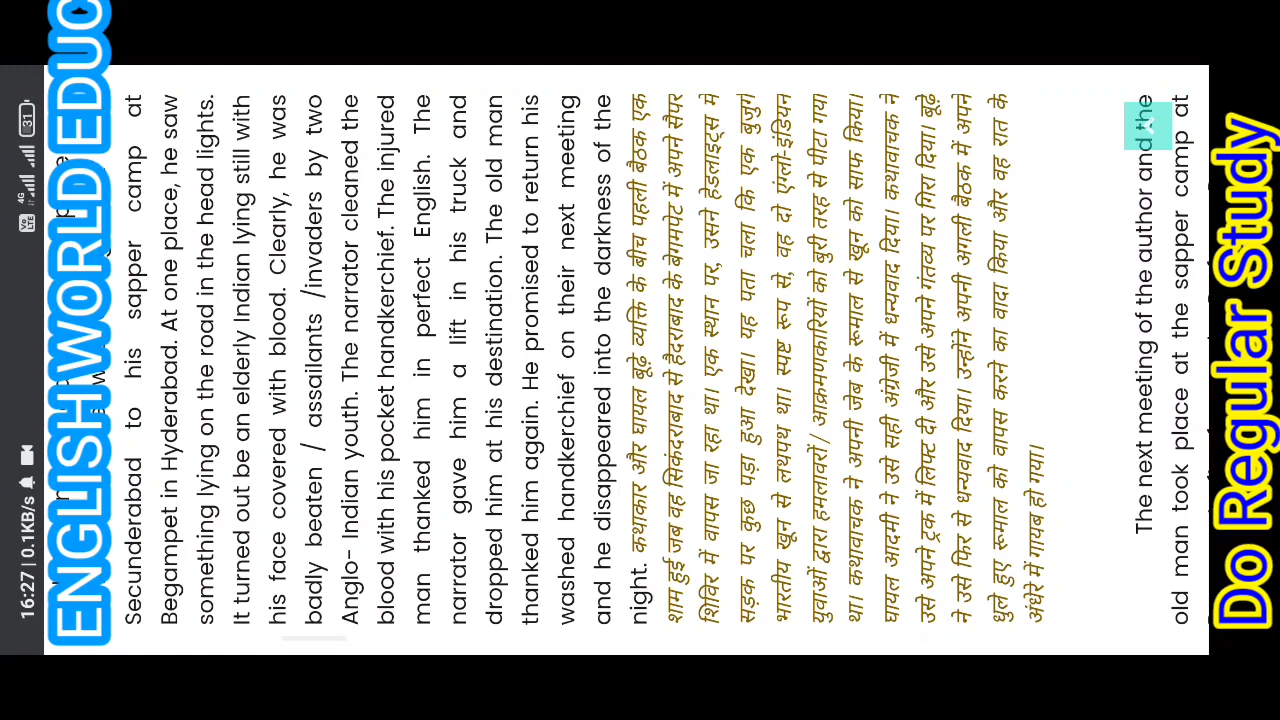 16:27 | 0.1KB/s
4G
VoLTE
31
ENGLISH WORLD EDUC
Secunderabad to his sapper camp at
Begampet in Hyderabad. At one place, he saw
something lying on the road in the head lights.
It turned out be an elderly Indian lying still with
his face covered with blood. Clearly, he was
badly beaten / assailants /invaders by two
Anglo- Indian youth. The narrator cleaned the
blood with his pocket handkerchief. The injured
man thanked him in perfect English. The
narrator gave him a lift in his truck and
dropped him at his destination. The old man
thanked him again. He promised to return his
washed handkerchief on their next meeting
and he disappeared into the darkness of the
night. कथाकार और घायल बूढ़े व्यक्ति के बीच पहली बैठक एक
शाम हुई जब वह सिकंदराबाद से हैदराबाद के बेगमपेट में अपने सैपर
शिविर में वापस जा रहा था। एक स्थान पर, उसने हेडलाइट्स में
सड़क पर कुछ पड़ा हुआ देखा। यह पता चला कि एक बुजुर्ग
भारतीय खून से लथपथ था। स्पष्ट रूप से, वह दो एंग्लो-इंडियन
युवाओं द्वारा हमलावरों/ आक्रमणकारियों को बुरी तरह से पीटा गया
था। कथावाचक ने अपनी जेब के रूमाल से खून को साफ किया।
घायल आदमी ने उसे सही अंग्रेजी में धन्यवाद दिया। कथावाचक ने
उसे अपने ट्रक में लिफ्ट दी और उसे अपने गंतव्य पर गिरा दिया। बूढ़े
ने उसे फिर से धन्यवाद दिया। उन्होंने अपनी अगली बैठक में अपने
धुले हुए रूमाल को वापस करने का वादा किया और वह रात के
अंधेरे में गायब हो गया।
The next meeting of the author and the
old man took place at the sapper camp at
Do Regular Study